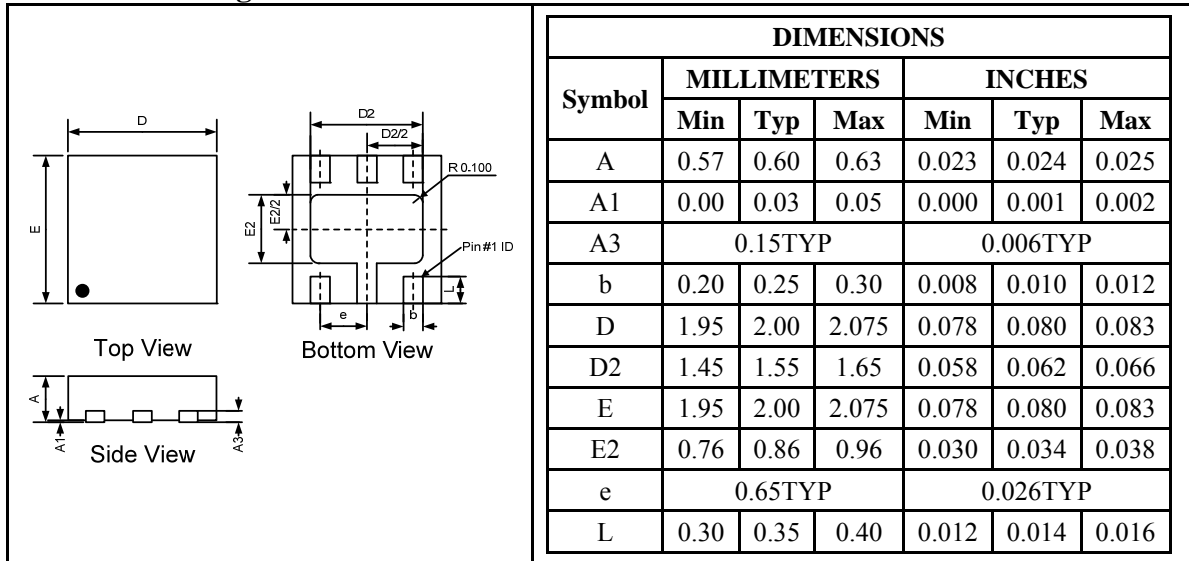 D
E
Top View
D2
D2/2
R 0.100
E2
E2/2
Pin#1 ID
L
e
b
Bottom View
A
A1
A3
Side View
DIMENSIONS
Symbol MILLIMETERS INCHES
Min Typ Max Min Typ Max
A 0.57 0.60 0.63 0.023 0.024 0.025
A1 0.00 0.03 0.05 0.000 0.001 0.002
A3 0.15TYP 0.006TYP
b 0.20 0.25 0.30 0.008 0.010 0.012
D 1.95 2.00 2.075 0.078 0.080 0.083
D2 1.45 1.55 1.65 0.058 0.062 0.066
E 1.95 2.00 2.075 0.078 0.080 0.083
E2 0.76 0.86 0.96 0.030 0.034 0.038
e 0.65TYP 0.026TYP
L 0.30 0.35 0.40 0.012 0.014 0.016